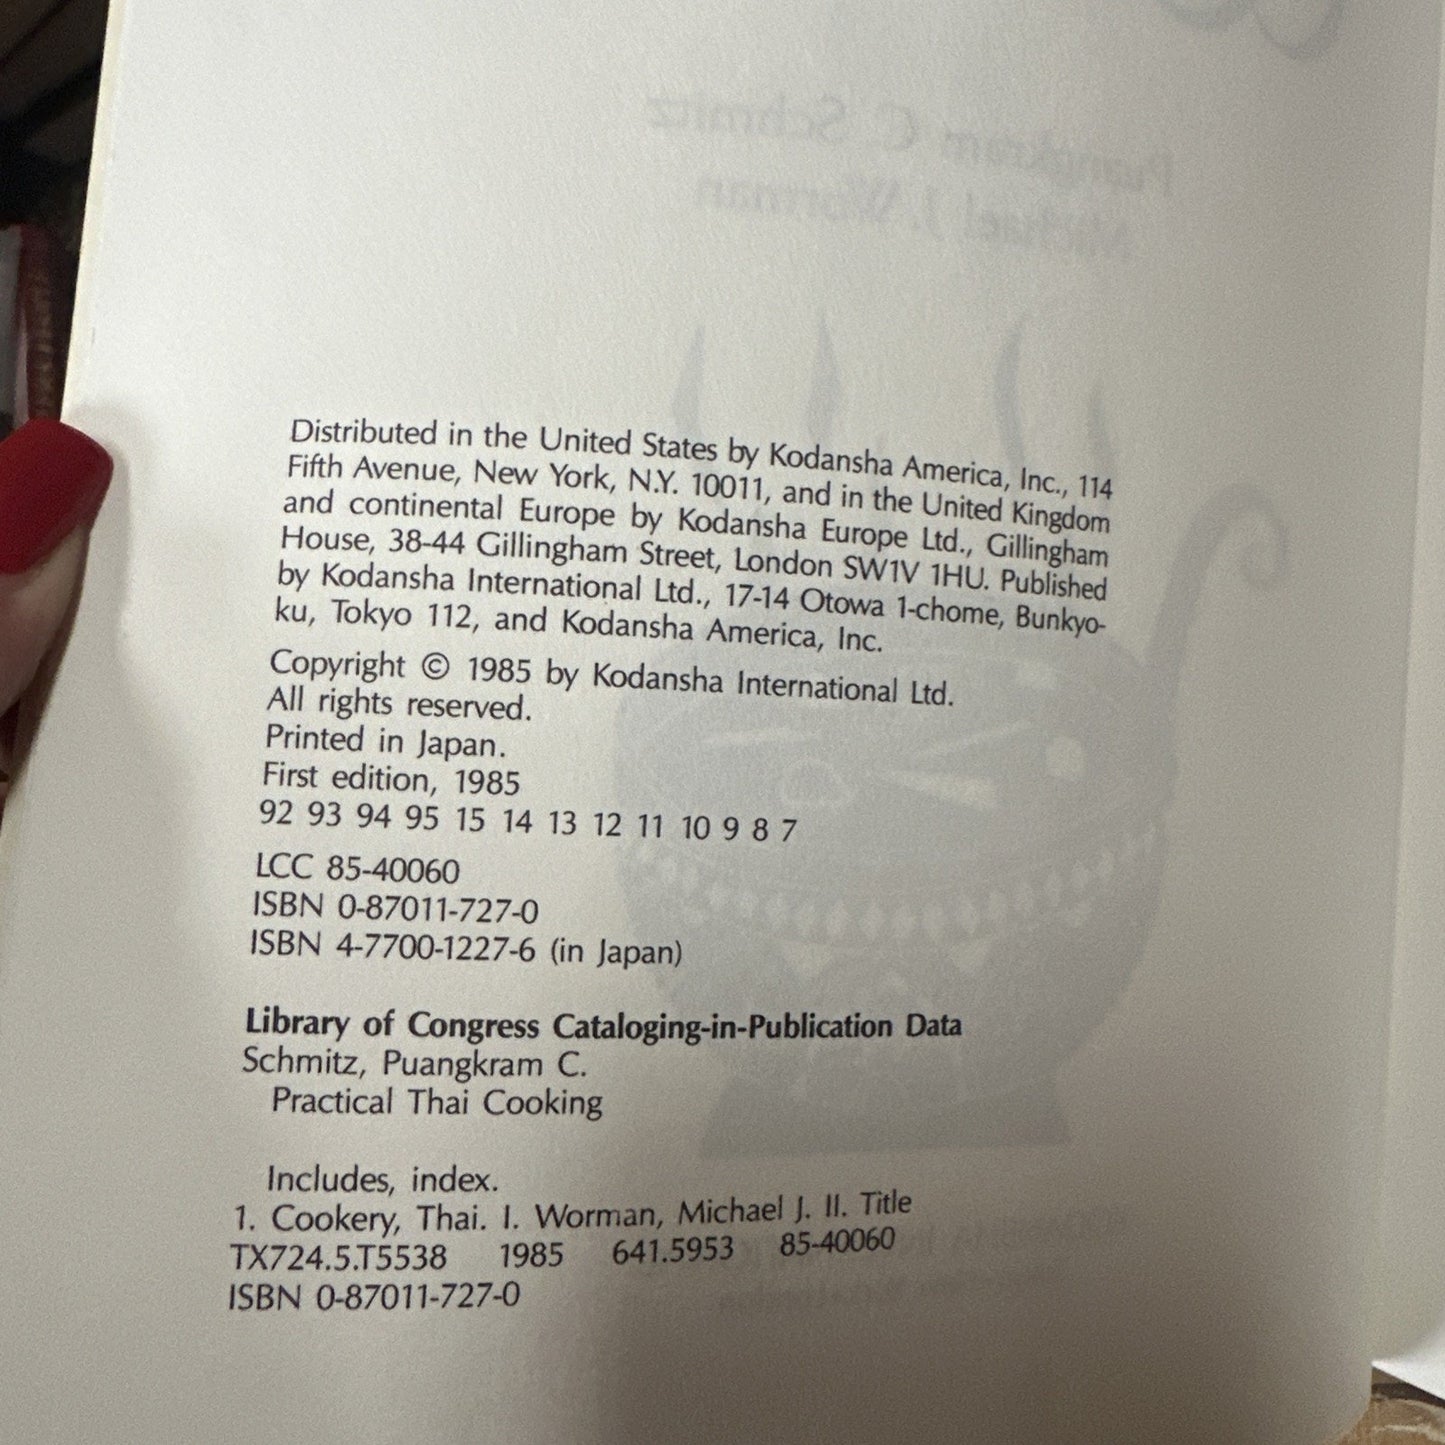 Puangkram C. Schmitz
Michael J. Worman
Distributed in the United States by Kodansha America, Inc., 114
Fifth Avenue, New York, N.Y. 10011, and in the United Kingdom
and continental Europe by Kodansha Europe Ltd., Gillingham
House, 38-44 Gillingham Street, London SW1V 1HU. Published
by Kodansha International Ltd., 17-14 Otowa 1-chome, Bunkyo-
ku, Tokyo 112, and Kodansha America, Inc.
Copyright © 1985 by Kodansha International Ltd.
All rights reserved.
Printed in Japan.
First edition, 1985
92 93 94 95 15 14 13 12 11 10 9 8 7
LCC 85-40060
ISBN 0-87011-727-0
ISBN 4-7700-1227-6 (in Japan)
Library of Congress Cataloging-in-Publication Data
Schmitz, Puangkram C.
Practical Thai Cooking
Includes, index.
1. Cookery, Thai. I. Worman, Michael J. II. Title
TX724.5.T5538 1985 641.5953 85-40060
ISBN 0-87011-727-0